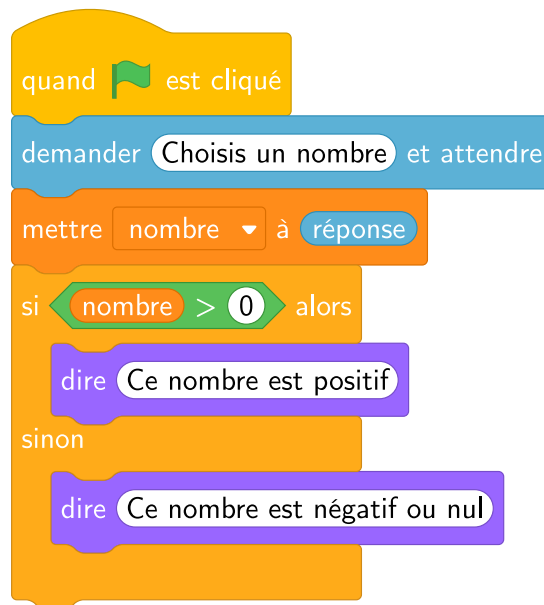 quand est cliqué
demander Choisis un nombre et attendre
mettre nombre à réponse
si nombre > 0 alors
dire Ce nombre est positif
sinon
dire Ce nombre est négatif ou nul